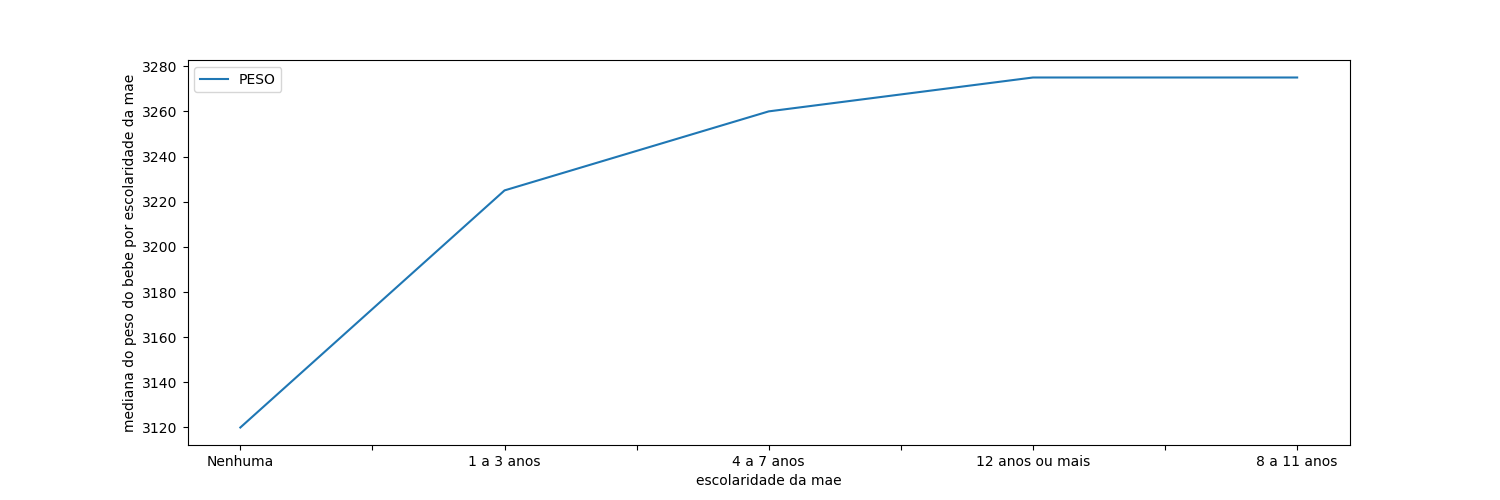 PESO
mediana do peso do bebe por escolaridade da mae
3280
3260
3240
3220
3200
3180
3160
3140
3120
Nenhuma 1 a 3 anos 4 a 7 anos 12 anos ou mais 8 a 11 anos
escolaridade da mae